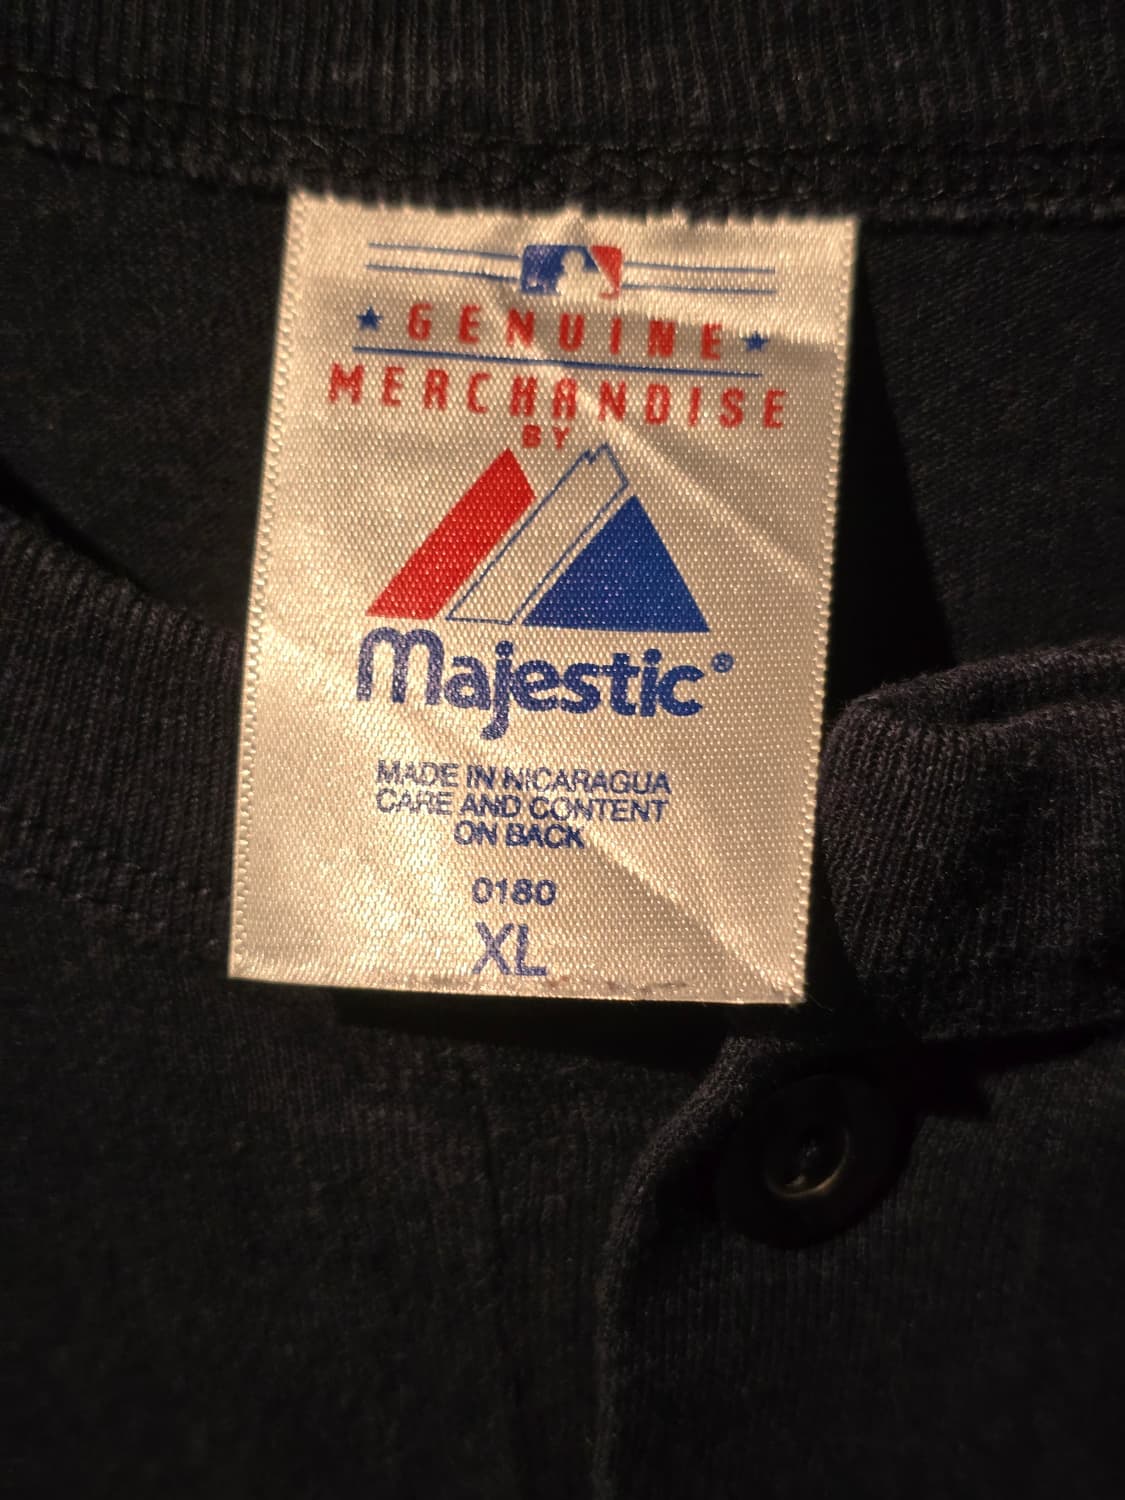 GENUINE
MERCHANDISE
BY
Majestic®
MADE IN NICARAGUA
CARE AND CONTENT
ON BACK
0180
XL